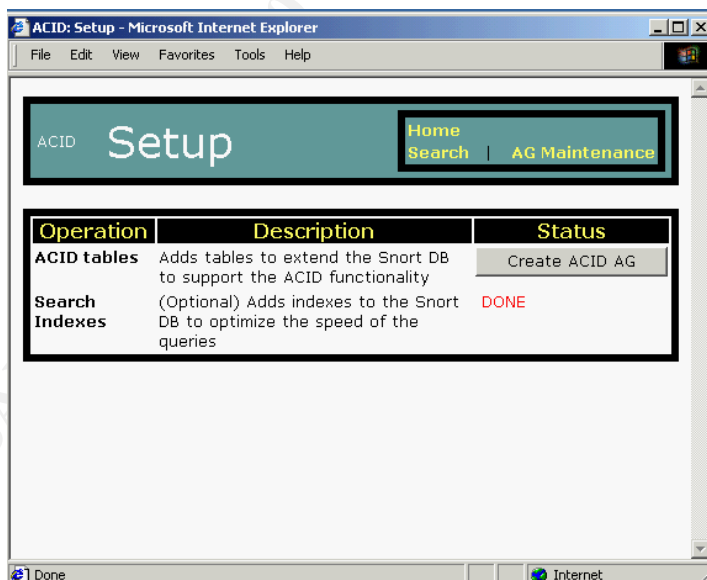 ACID: Setup - Microsoft Internet Explorer
File Edit View Favorites Tools Help
ACID Setup
Home
Search | AG Maintenance
Operation Description Status
ACID tables Adds tables to extend the Snort DB to support the ACID functionality Create ACID AG
Search Indexes (Optional) Adds indexes to the Snort DB to optimize the speed of the queries DONE
Done Internet